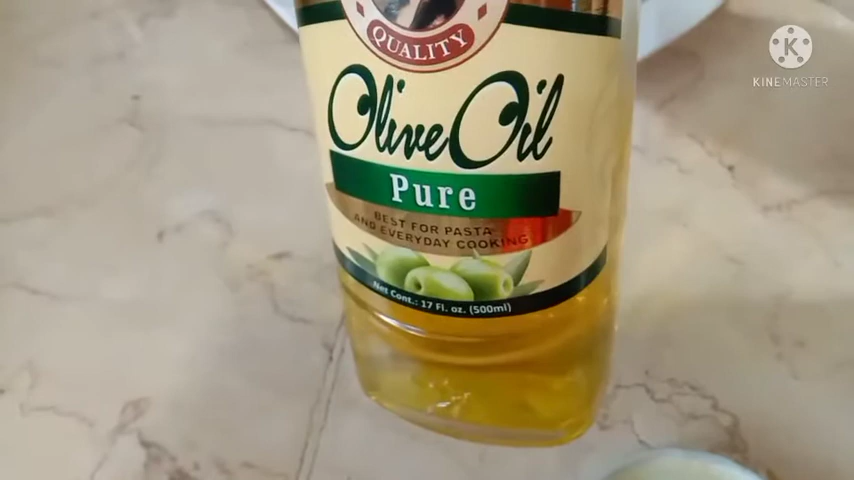 QUALITY
Olive Oil
Pure
BEST FOR PASTA
AND EVERYDAY COOKING
Net Cont.: 17 Fl. oz. (500ml)
K
KINEMASTER